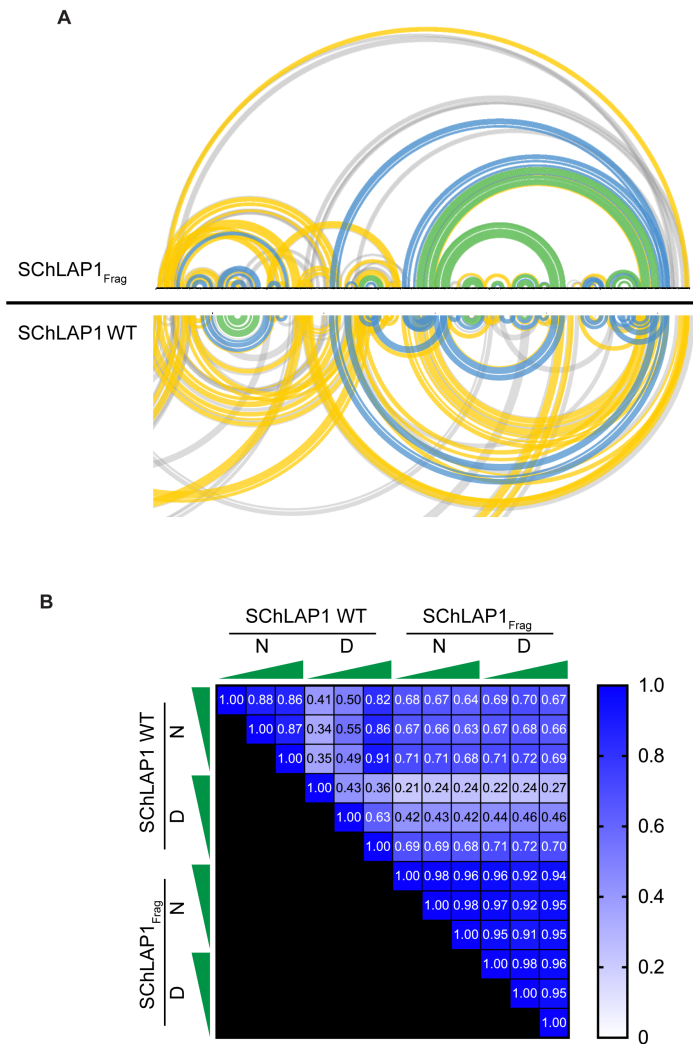 A
SChLAP1Frag
SChLAP1 WT
B
SChLAP1 WT SChLAP1Frag
N D N D
SChLAP1 WT
N
D
SChLAP1Frag
N
D
1.00 0.88 0.86 0.41 0.50 0.82 0.68 0.67 0.64 0.69 0.70 0.67
1.00 0.87 0.34 0.55 0.86 0.67 0.66 0.63 0.67 0.68 0.66
1.00 0.35 0.49 0.91 0.71 0.71 0.68 0.71 0.72 0.69
1.00 0.43 0.36 0.21 0.24 0.24 0.22 0.24 0.27
1.00 0.63 0.42 0.43 0.42 0.44 0.46 0.46
1.00 0.69 0.69 0.68 0.71 0.72 0.70
1.00 0.98 0.96 0.96 0.92 0.94
1.00 0.98 0.97 0.92 0.95
1.00 0.95 0.91 0.95
1.00 0.98 0.96
1.00 0.95
1.00
1.0
0.8
0.6
0.4
0.2
0